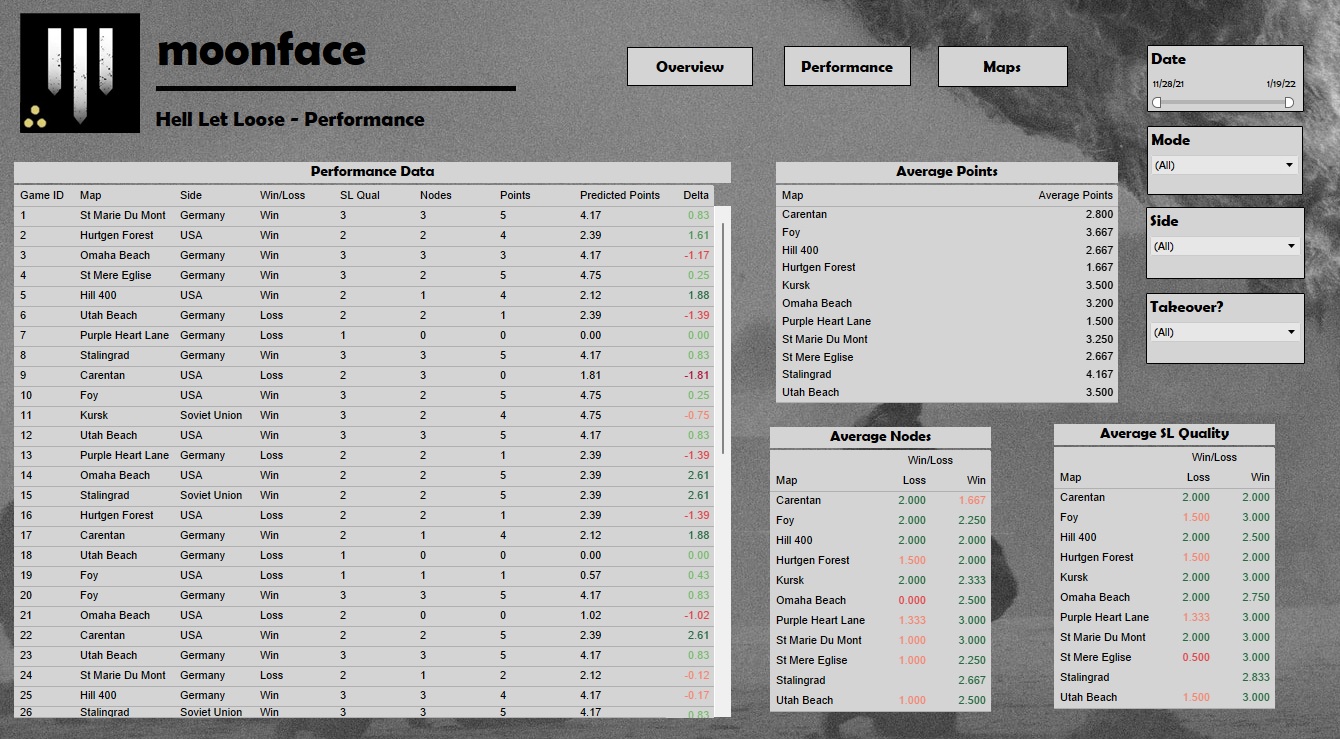 moonface
Hell Let Loose - Performance
Overview Performance Maps
Date
11/28/21 1/19/22
Mode
(All)
Side
(All)
Takeover?
(All)
Performance Data
Game ID Map Side Win/Loss SL Qual Nodes Points Predicted Points Delta
1 St Marie Du Mont Germany Win 3 3 5 4.17 0.83
2 Hurtgen Forest USA Win 2 2 4 2.39 1.61
3 Omaha Beach Germany Win 3 3 3 4.17 -1.17
4 St Mere Eglise Germany Win 3 2 5 4.75 0.25
5 Hill 400 USA Win 2 1 4 2.12 1.88
6 Utah Beach Germany Loss 2 2 1 2.39 -1.39
7 Purple Heart Lane Germany Loss 1 0 0 0.00 0.00
8 Stalingrad Germany Win 3 3 5 4.17 0.83
9 Carentan USA Loss 2 3 0 1.81 -1.81
10 Foy USA Win 3 2 5 4.75 0.25
11 Kursk Soviet Union Win 3 2 4 4.75 -0.75
12 Utah Beach USA Win 3 3 5 4.17 0.83
13 Purple Heart Lane Germany Loss 2 2 1 2.39 -1.39
14 Omaha Beach USA Win 2 2 5 2.39 2.61
15 Stalingrad Soviet Union Win 2 2 5 2.39 2.61
16 Hurtgen Forest USA Loss 2 2 1 2.39 -1.39
17 Carentan Germany Win 2 1 4 2.12 1.88
18 Utah Beach Germany Loss 1 0 0 0.00 0.00
19 Foy USA Loss 1 1 1 0.57 0.43
20 Foy Germany Win 3 3 5 4.17 0.83
21 Omaha Beach USA Loss 2 0 0 1.02 -1.02
22 Carentan USA Win 2 2 5 2.39 2.61
23 Utah Beach Germany Win 3 3 5 4.17 0.83
24 St Marie Du Mont Germany Loss 2 1 2 2.12 -0.12
25 Hill 400 Germany Win 3 3 4 4.17 -0.17
26 Stalingrad Soviet Union Win 3 3 5 4.17 0.83
Average Points
Map Average Points
Carentan 2.800
Foy 3.667
Hill 400 2.667
Hurtgen Forest 1.667
Kursk 3.500
Omaha Beach 3.200
Purple Heart Lane 1.500
St Marie Du Mont 3.250
St Mere Eglise 2.667
Stalingrad 4.167
Utah Beach 3.500
Average Nodes
Win/Loss
Map Loss Win
Carentan 2.000 1.667
Foy 2.000 2.250
Hill 400 2.000 2.000
Hurtgen Forest 1.500 2.000
Kursk 2.000 2.333
Omaha Beach 0.000 2.500
Purple Heart Lane 1.333 3.000
St Marie Du Mont 1.000 3.000
St Mere Eglise 1.000 2.250
Stalingrad 2.667
Utah Beach 1.000 2.500
Average SL Quality
Win/Loss
Map Loss Win
Carentan 2.000 2.000
Foy 1.500 3.000
Hill 400 2.000 2.500
Hurtgen Forest 1.500 2.000
Kursk 2.000 3.000
Omaha Beach 2.000 2.750
Purple Heart Lane 1.333 3.000
St Marie Du Mont 2.000 3.000
St Mere Eglise 0.500 3.000
Stalingrad 2.833
Utah Beach 1.500 3.000